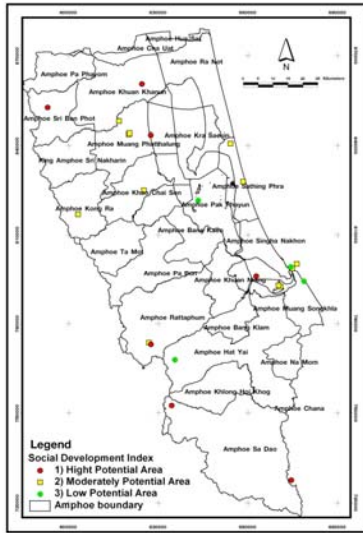 Amphoe Hua Sai
Amphoe Cha Uat
Amphoe Pa Phayom
Amphoe Ra Not
Amphoe Khuan Khanun
Amphoe Sri Ban Phot
Amphoe Kra Saesin
Amphoe Muang Phatthalung
King Amphoe Sri Nakharin
Amphoe Sathing Phra
Amphoe Khao Chai Son
Amphoe Pak Phayun
Amphoe Kong Ra
Amphoe Bang Kaeo
Amphoe Singha Nakhon
Amphoe Ta Mot
Amphoe Pa Bon
Amphoe Khuan Niang
Amphoe Muang Songkhla
Amphoe Rattaphum
Amphoe Bang Klam
Amphoe Hat Yai
Amphoe Na Mom
Amphoe Khlong Hoi Khog
Amphoe Chana
Amphoe Sa Dao
N
Legend
Social Development Index
1) Hight Potential Area
2) Moderately Potential Area
3) Low Potential Area
Amphoe boundary